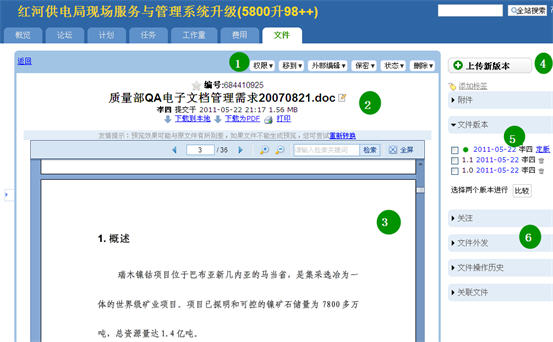 红河供电局现场服务与管理系统升级(5800升98++)
全站搜索
概览 论坛 计划 任务 工作量 费用 文件
返回
1
权限▼ 移到▼ 外部编辑▼ 保密▼ 状态▼ 删除▼
编号:684410925
质量部QA电子文档管理需求20070821.doc
2
李四 提交于 2011-05-22 21:17 1.56 MB
下载到本地 下载为PDF 打印
友情提示：预览效果可能与原文件有所别差，如果文件不能生成预览，您可尝试重新转换
3 / 35 请输入检索关键词 检索 全屏
3
1. 概述
瑞木镍钴项目位于巴布亚新几内亚的马当省，是集采选冶为一
体的世界级矿业项目。项目已探明和可控的镍矿石储量为 7800 多万
吨，总资源量达 1.4 亿吨。
上传新版本
4
添加标签
附件
文件版本
5
2011-05-22 李四 定版
1.1 2011-05-22 李四
1.0 2011-05-22 李四
选择两个版本进行 比较
关注
文件外发
6
文件操作历史
关联文件